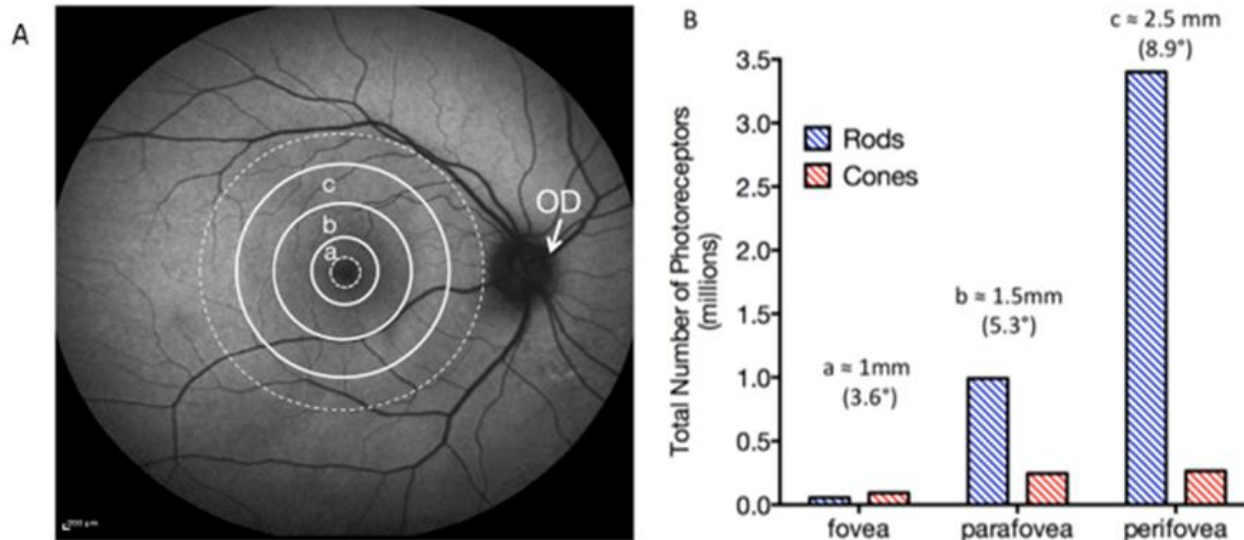 A
c
b
a
OD
200 µm
B
c ≈ 2.5 mm
(8.9°)
3.5
3.0
2.5
2.0
1.5
1.0
0.5
0.0
Total Number of Photoreceptors
(millions)
Rods
Cones
b ≈ 1.5mm
(5.3°)
a ≈ 1mm
(3.6°)
fovea
parafovea
perifovea